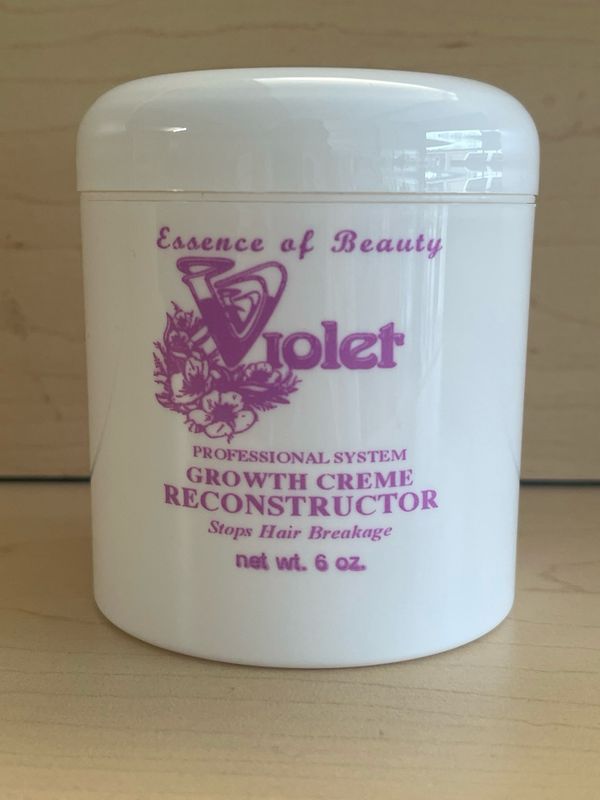 Essence of Beauty
Violet
PROFESSIONAL SYSTEM
GROWTH CREME
RECONSTRUCTOR
Stops Hair Breakage
net wt. 6 oz.